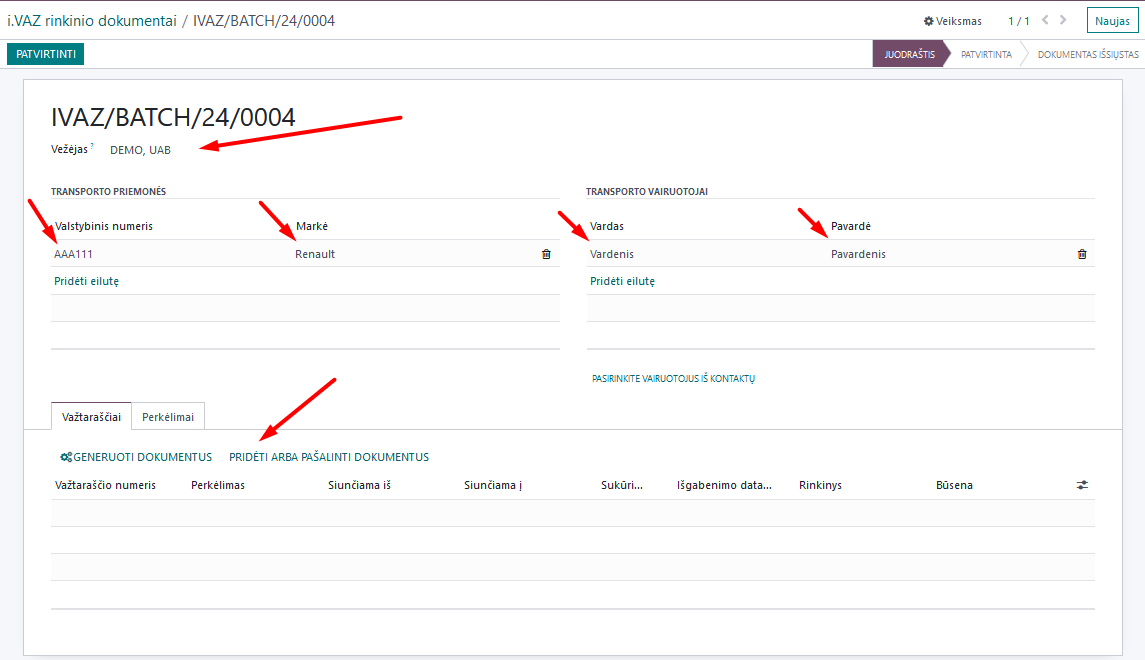 i.VAZ rinkinio dokumentai / IVAZ/BATCH/24/0004 Veiksmas 1 / 1 Naujas
PATVIRTINTI JUODRAŠTIS PATVIRTINTA DOKUMENTAS IŠSIŲSTAS
IVAZ/BATCH/24/0004
Vežėjas ? DEMO, UAB
TRANSPORTO PRIEMONĖS TRANSPORTO VAIRUOTOJAI
Valstybinis numeris Markė Vardas Pavardė
AAA111 Renault Vardenis Pavardenis
Pridėti eilutę Pridėti eilutę
PASIRINKITE VAIRUOTOJUS IŠ KONTAKTŲ
Važtaraščiai Perkėlimai
GENERUOTI DOKUMENTUS PRIDĖTI ARBA PAŠALINTI DOKUMENTUS
Važtaraščio numeris Perkėlimas Siunčiama iš Siunčiama į Sukūri... Išgabenimo data... Rinkinys Būsena